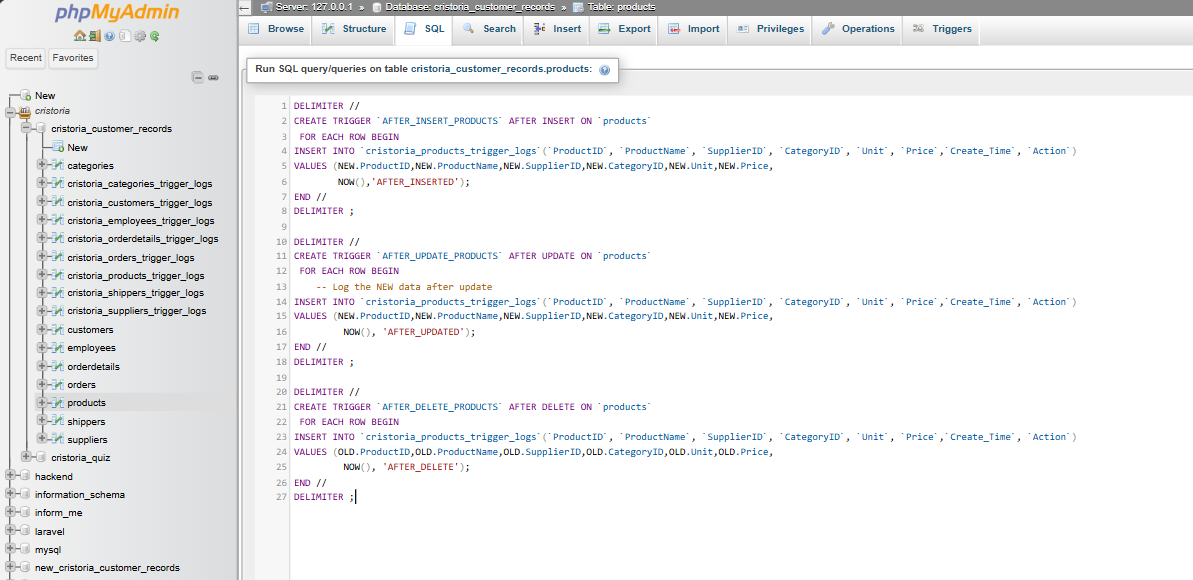 phpMyAdmin
Recent Favorites
New
cristoria
cristoria_customer_records
New
categories
cristoria_categories_trigger_logs
cristoria_customers_trigger_logs
cristoria_employees_trigger_logs
cristoria_orderdetails_trigger_logs
cristoria_orders_trigger_logs
cristoria_products_trigger_logs
cristoria_shippers_trigger_logs
cristoria_suppliers_trigger_logs
customers
employees
orderdetails
orders
products
shippers
suppliers
cristoria_quiz
hackend
information_schema
inform_me
laravel
mysql
new_cristoria_customer_records
Server: 127.0.0.1 » Database: cristoria_customer_records » Table: products
Browse Structure SQL Search Insert Export Import Privileges Operations Triggers
Run SQL query/queries on table cristoria_customer_records.products:
1 DELIMITER //
2 CREATE TRIGGER `AFTER_INSERT_PRODUCTS` AFTER INSERT ON `products`
3 FOR EACH ROW BEGIN
4 INSERT INTO `cristoria_products_trigger_logs`(`ProductID`, `ProductName`, `SupplierID`, `CategoryID`, `Unit`, `Price`,`Create_Time`, `Action`)
5 VALUES (NEW.ProductID,NEW.ProductName,NEW.SupplierID,NEW.CategoryID,NEW.Unit,NEW.Price,
6 NOW(),'AFTER_INSERTED');
7 END //
8 DELIMITER ;
9
10 DELIMITER //
11 CREATE TRIGGER `AFTER_UPDATE_PRODUCTS` AFTER UPDATE ON `products`
12 FOR EACH ROW BEGIN
13 -- Log the NEW data after update
14 INSERT INTO `cristoria_products_trigger_logs`(`ProductID`, `ProductName`, `SupplierID`, `CategoryID`, `Unit`, `Price`,`Create_Time`, `Action`)
15 VALUES (NEW.ProductID,NEW.ProductName,NEW.SupplierID,NEW.CategoryID,NEW.Unit,NEW.Price,
16 NOW(), 'AFTER_UPDATED');
17 END //
18 DELIMITER ;
19
20 DELIMITER //
21 CREATE TRIGGER `AFTER_DELETE_PRODUCTS` AFTER DELETE ON `products`
22 FOR EACH ROW BEGIN
23 INSERT INTO `cristoria_products_trigger_logs`(`ProductID`, `ProductName`, `SupplierID`, `CategoryID`, `Unit`, `Price`,`Create_Time`, `Action`)
24 VALUES (OLD.ProductID,OLD.ProductName,OLD.SupplierID,OLD.CategoryID,OLD.Unit,OLD.Price,
25 NOW(), 'AFTER_DELETE');
26 END //
27 DELIMITER ;